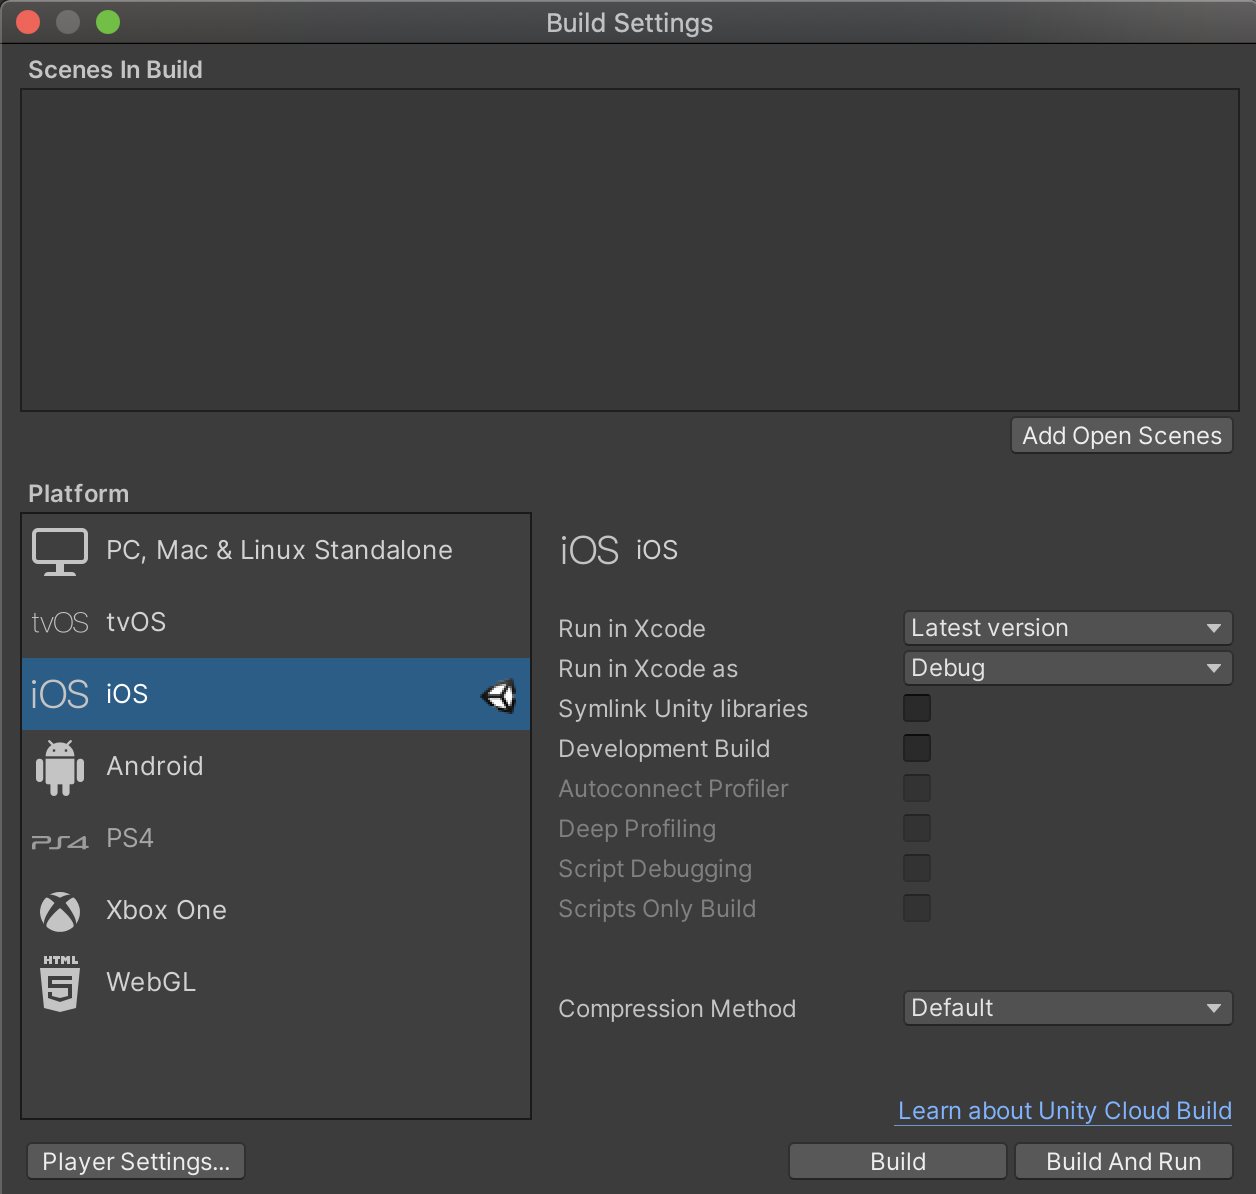 Build Settings
Scenes In Build
Add Open Scenes
Platform
PC, Mac & Linux Standalone
tvOS tvOS
iOS iOS
Android
PS4 PS4
Xbox One
HTML
5 WebGL
iOS iOS
Run in Xcode Latest version
Run in Xcode as Debug
Symlink Unity libraries
Development Build
Autoconnect Profiler
Deep Profiling
Script Debugging
Scripts Only Build
Compression Method Default
Learn about Unity Cloud Build
Player Settings... Build Build And Run